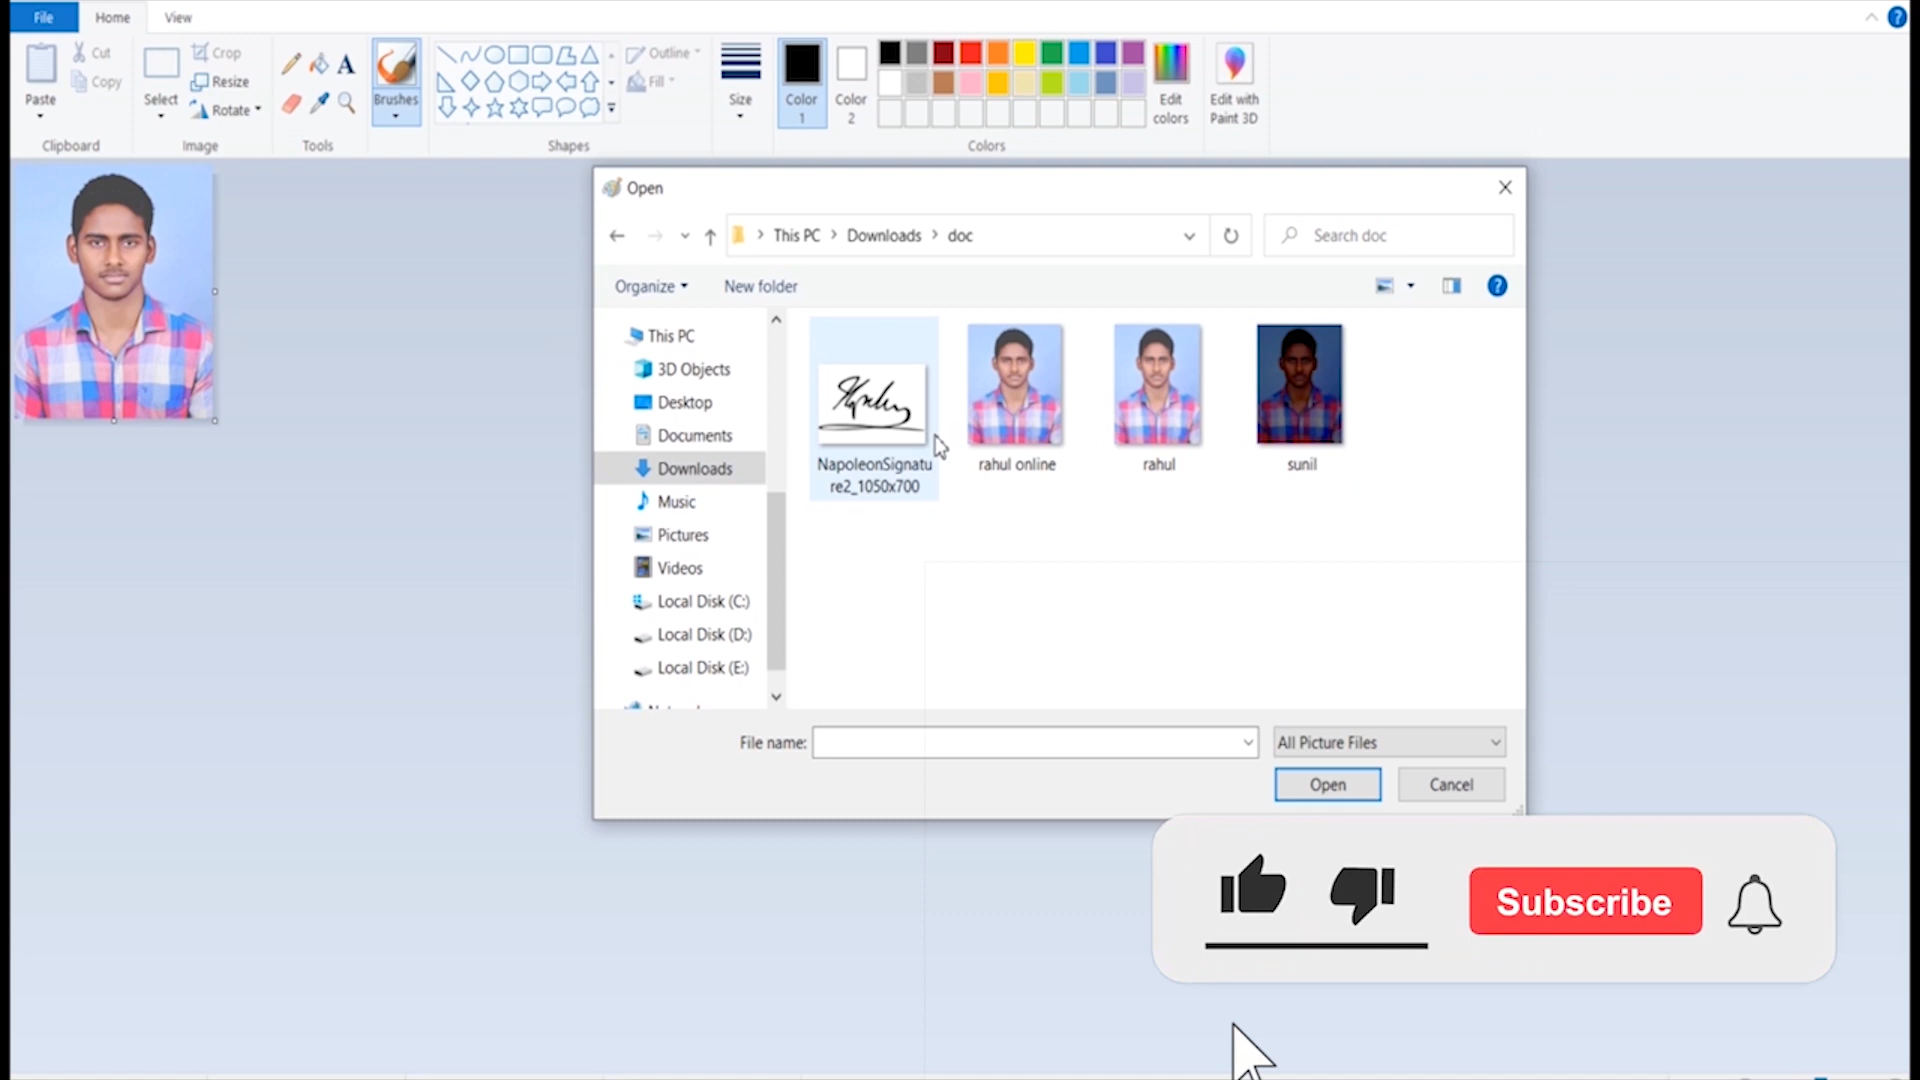 File Home View
Paste
Cut
Copy
Clipboard
Select
Crop
Resize
Rotate
Image
A
Tools
Brushes
Shapes
Outline
Fill
Size
Color
1
Color
2
Colors
Edit
colors
Edit with
Paint 3D
Open
This PC > Downloads > doc
Search doc
Organize
New folder
This PC
3D Objects
Desktop
Documents
Downloads
Music
Pictures
Videos
Local Disk (C:)
Local Disk (D:)
Local Disk (E:)
NapoleonSignatu
re2_1050x700
rahul online
rahul
sunil
File name:
All Picture Files
Open
Cancel
Subscribe